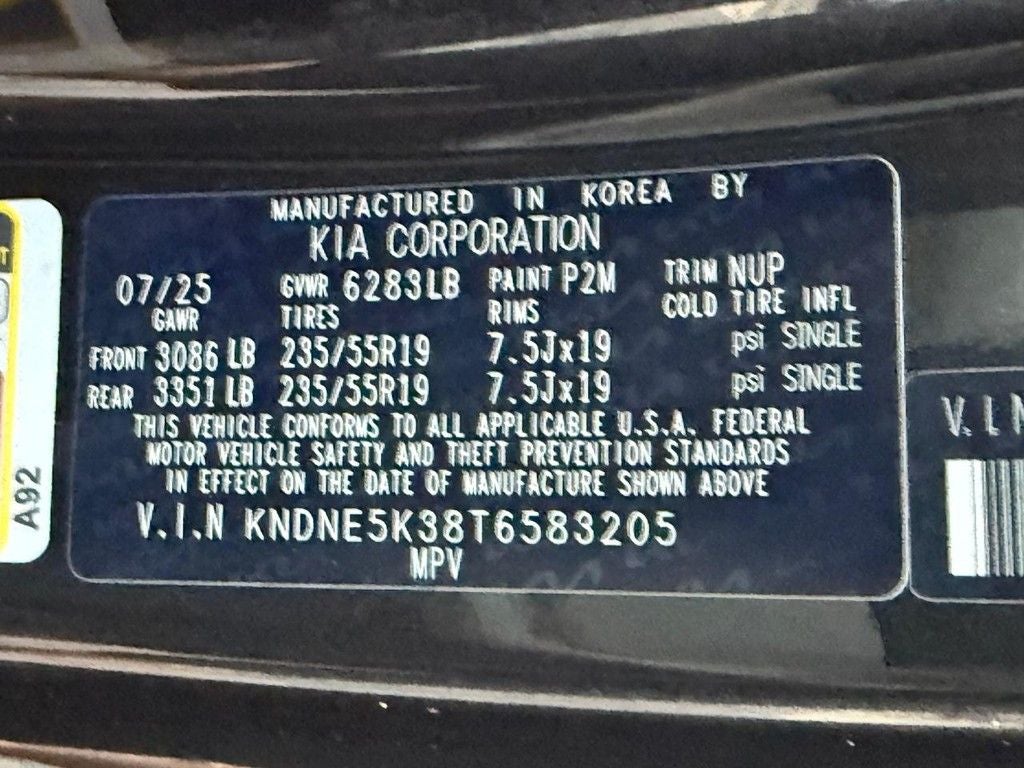 MANUFACTURED IN KOREA BY
KIA CORPORATION
07/25 GVWR 6283LB PAINT P2M TRIM NUP
GAWR TIRES RIMS COLD TIRE INFL
FRONT 3086 LB 235/55R19 7.5Jx19 psi SINGLE
REAR 3351 LB 235/55R19 7.5Jx19 psi SINGLE
THIS VEHICLE CONFORMS TO ALL APPLICABLE U.S.A. FEDERAL
MOTOR VEHICLE SAFETY AND THEFT PREVENTION STANDARDS
IN EFFECT ON THE DATE OF MANUFACTURE SHOWN ABOVE
V.I.N KNDNE5K38T6583205
MPV
A92
V.I.N